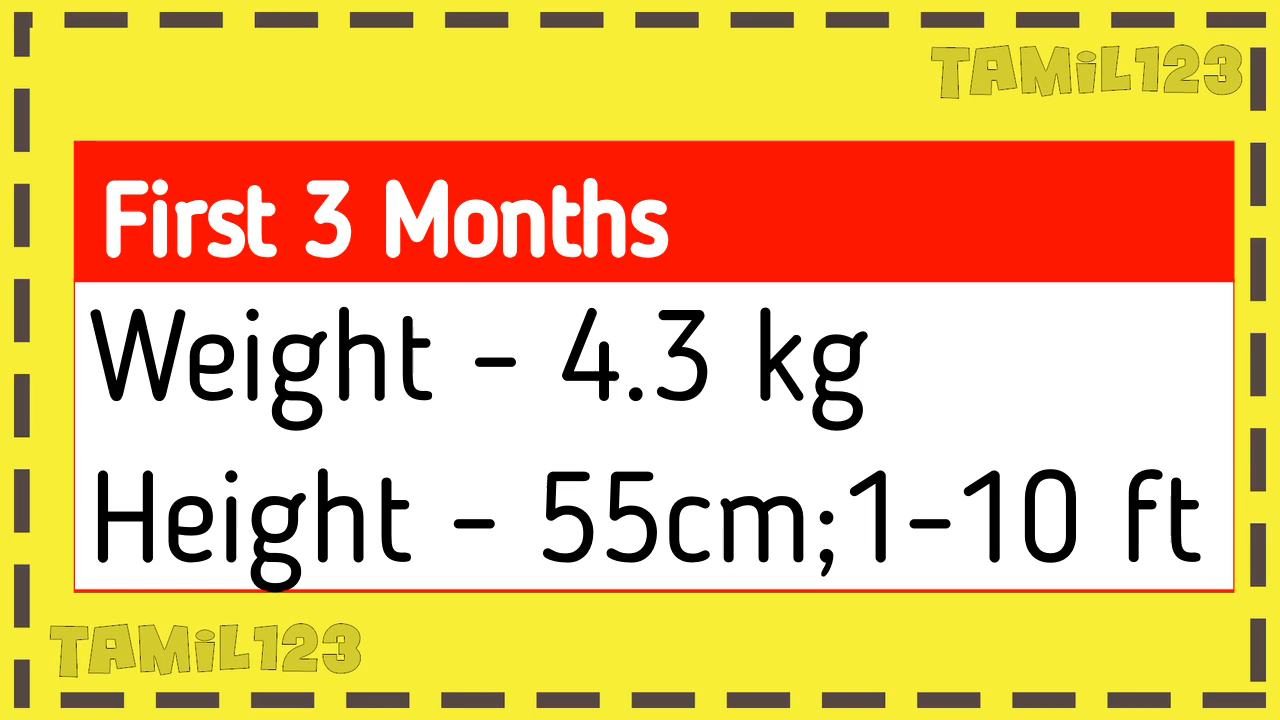 TAMiL123
First 3 Months
Weight - 4.3 kg
Height - 55cm;1-10 ft
TAMiL123